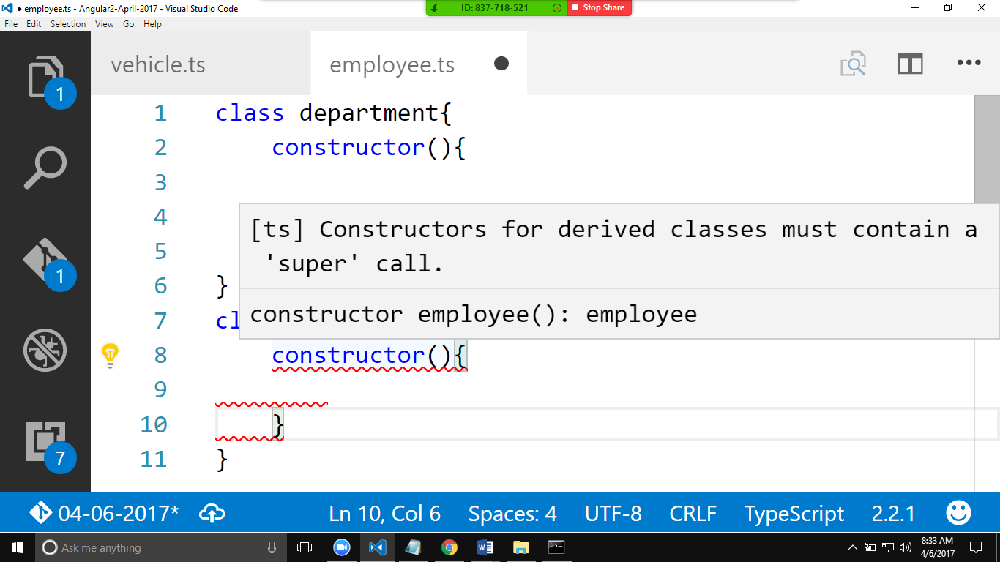 ● employee.ts - Angular2-April-2017 - Visual Studio Code
ID: 837-718-521
Stop Share
File Edit Selection View Go Help
vehicle.ts employee.ts
1 class department{
2 constructor(){
3
4
5
6 }
7 cl
[ts] Constructors for derived classes must contain a
'super' call.
constructor employee(): employee
8 constructor(){
9
10 }
11 }
1
1
7
04-06-2017* Ln 10, Col 6 Spaces: 4 UTF-8 CRLF TypeScript 2.2.1
Ask me anything
8:33 AM
4/6/2017